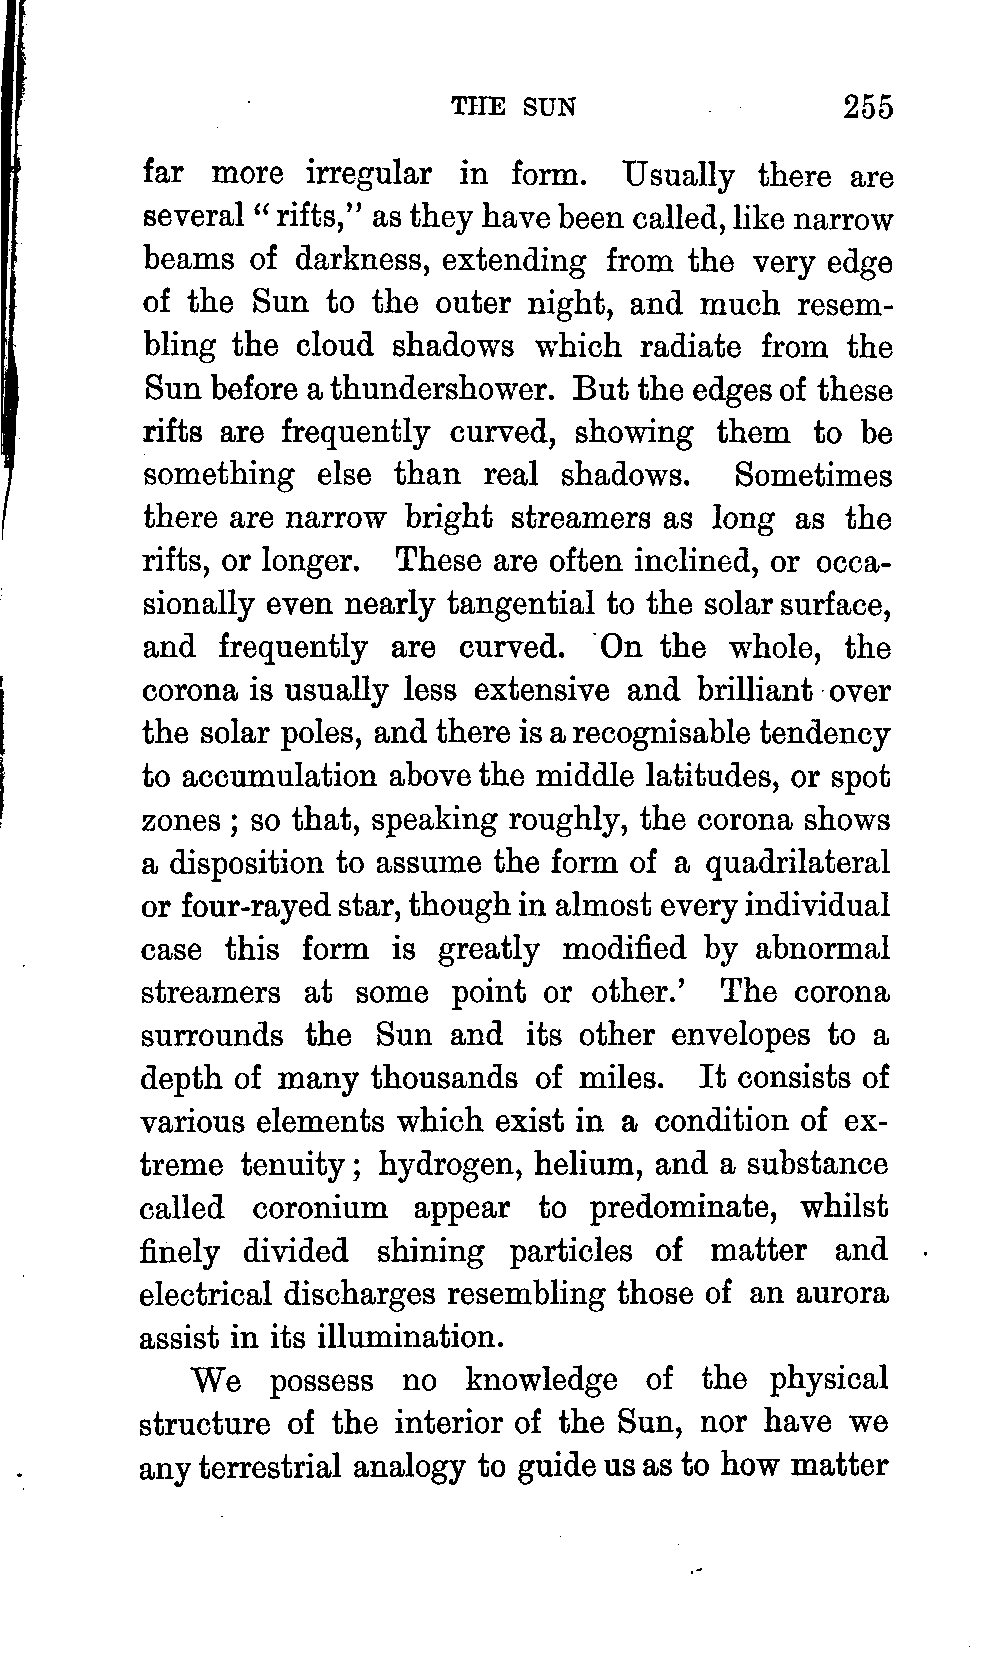 THE SUN 255
far more irregular in form. Usually there are
several “ rifts,” as they have been called, like narrow
beams of darkness, extending from the very edge
of the Sun to the outer night, and much resem-
bling the cloud shadows which radiate from the
Sun before a thundershower. But the edges of these
rifts are frequently curved, showing them to be
something else than real shadows. Sometimes
there are narrow bright streamers as long as the
rifts, or longer. These are often inclined, or occa-
sionally even nearly tangential to the solar surface,
and frequently are curved. On the whole, the
corona is usually less extensive and brilliant over
the solar poles, and there is a recognisable tendency
to accumulation above the middle latitudes, or spot
zones ; so that, speaking roughly, the corona shows
a disposition to assume the form of a quadrilateral
or four-rayed star, though in almost every individual
case this form is greatly modified by abnormal
streamers at some point or other.’ The corona
surrounds the Sun and its other envelopes to a
depth of many thousands of miles. It consists of
various elements which exist in a condition of ex-
treme tenuity ; hydrogen, helium, and a substance
called coronium appear to predominate, whilst
finely divided shining particles of matter and
electrical discharges resembling those of an aurora
assist in its illumination.
We possess no knowledge of the physical
structure of the interior of the Sun, nor have we
any terrestrial analogy to guide us as to how matter